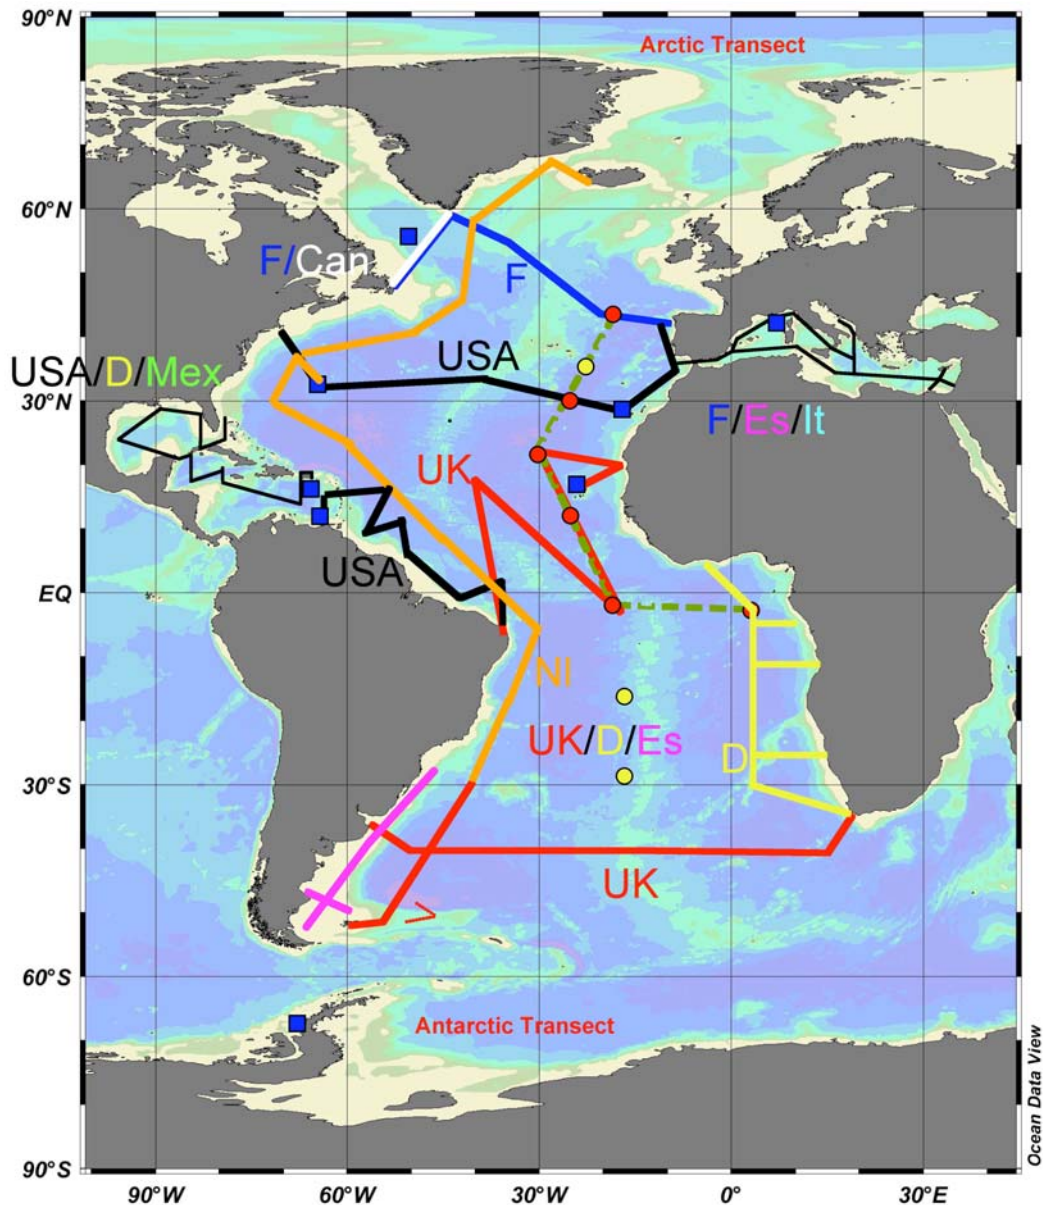 90°N
Arctic Transect
60°N
F/Can
F
USA
USA/D/Mex
30°N
F/Es/It
UK
USA
EQ
NI
UK/D/Es
D
30°S
UK
>
60°S
Antarctic Transect
90°S
90°W
60°W
30°W
0°
30°E
Ocean Data View